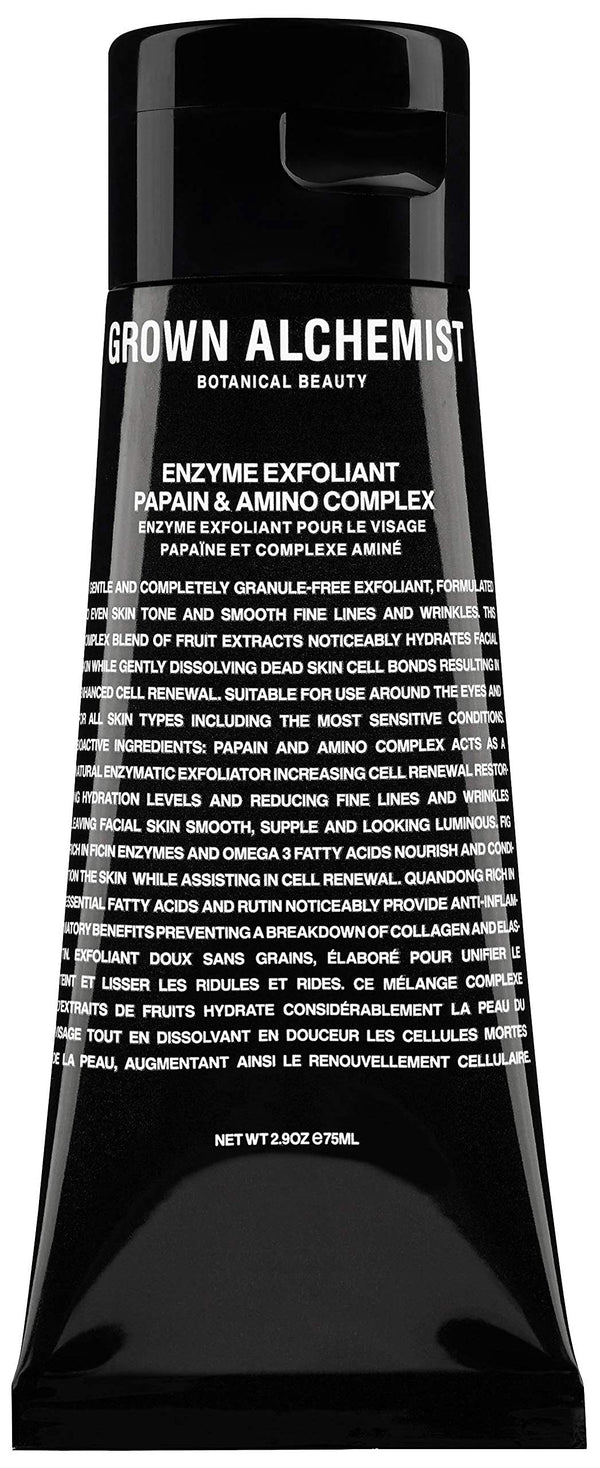 GROWN ALCHEMIST
BOTANICAL BEAUTY
ENZYME EXFOLIANT
PAPAIN & AMINO COMPLEX
ENZYME EXFOLIANT POUR LE VISAGE
PAPAÏNE ET COMPLEXE AMINÉ
GENTLE AND COMPLETELY GRANULE-FREE EXFOLIANT, FORMULATED
TO EVEN SKIN TONE AND SMOOTH FINE LINES AND WRINKLES. THIS
COMPLEX BLEND OF FRUIT EXTRACTS NOTICEABLY HYDRATES FACIAL
SKIN WHILE GENTLY DISSOLVING DEAD SKIN CELL BONDS RESULTING IN
ENHANCED CELL RENEWAL. SUITABLE FOR USE AROUND THE EYES AND
FOR ALL SKIN TYPES INCLUDING THE MOST SENSITIVE CONDITIONS.
BIOACTIVE INGREDIENTS: PAPAIN AND AMINO COMPLEX ACTS AS A
NATURAL ENZYMATIC EXFOLIATOR INCREASING CELL RENEWAL RESTOR-
ING HYDRATION LEVELS AND REDUCING FINE LINES AND WRINKLES
LEAVING FACIAL SKIN SMOOTH, SUPPLE AND LOOKING LUMINOUS. FIG
RICH IN FICIN ENZYMES AND OMEGA 3 FATTY ACIDS NOURISH AND CONDI-
TION THE SKIN WHILE ASSISTING IN CELL RENEWAL. QUANDONG RICH IN
ESSENTIAL FATTY ACIDS AND RUTIN NOTICEABLY PROVIDE ANTI-INFLAM-
MATORY BENEFITS PREVENTING A BREAKDOWN OF COLLAGEN AND ELAS-
TIN. EXFOLIANT DOUX SANS GRAINS, ÉLABORÉ POUR UNIFIER LE
TEINT ET LISSER LES RIDULES ET RIDES. CE MÉLANGE COMPLEXE
D'EXTRAITS DE FRUITS HYDRATE CONSIDÉRABLEMENT LA PEAU DU
VISAGE TOUT EN DISSOLVANT EN DOUCEUR LES CELLULES MORTES
DE LA PEAU, AUGMENTANT AINSI LE RENOUVELLEMENT CELLULAIRE.
NET WT 2.9OZ ℮75ML